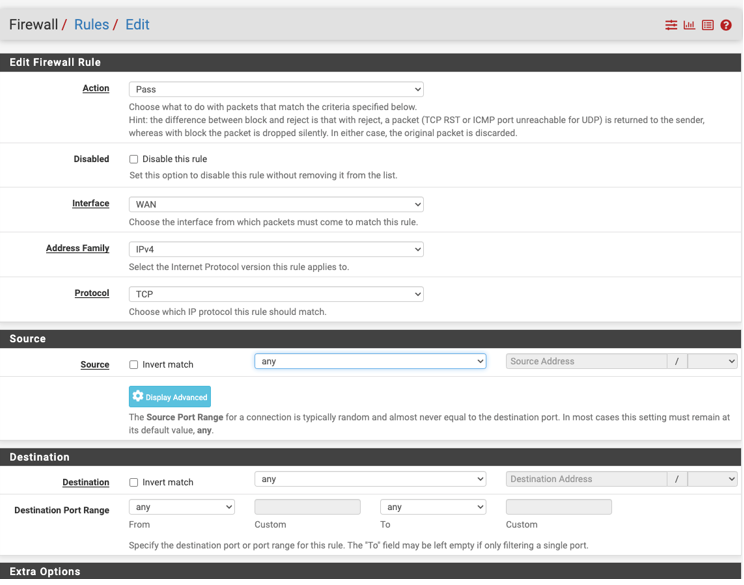 Firewall / Rules / Edit
Edit Firewall Rule
Action
Pass
Choose what to do with packets that match the criteria specified below.
Hint: the difference between block and reject is that with reject, a packet (TCP RST or ICMP port unreachable for UDP) is returned to the sender,
whereas with block the packet is dropped silently. In either case, the original packet is discarded.
Disabled
Disable this rule
Set this option to disable this rule without removing it from the list.
Interface
WAN
Choose the interface from which packets must come to match this rule.
Address Family
IPv4
Select the Internet Protocol version this rule applies to.
Protocol
TCP
Choose which IP protocol this rule should match.
Source
Source
Invert match
any
Source Address
/
Display Advanced
The Source Port Range for a connection is typically random and almost never equal to the destination port. In most cases this setting must remain at
its default value, any.
Destination
Destination
Invert match
any
Destination Address
/
Destination Port Range
any
any
From
Custom
To
Custom
Specify the destination port or port range for this rule. The "To" field may be left empty if only filtering a single port.
Extra Options